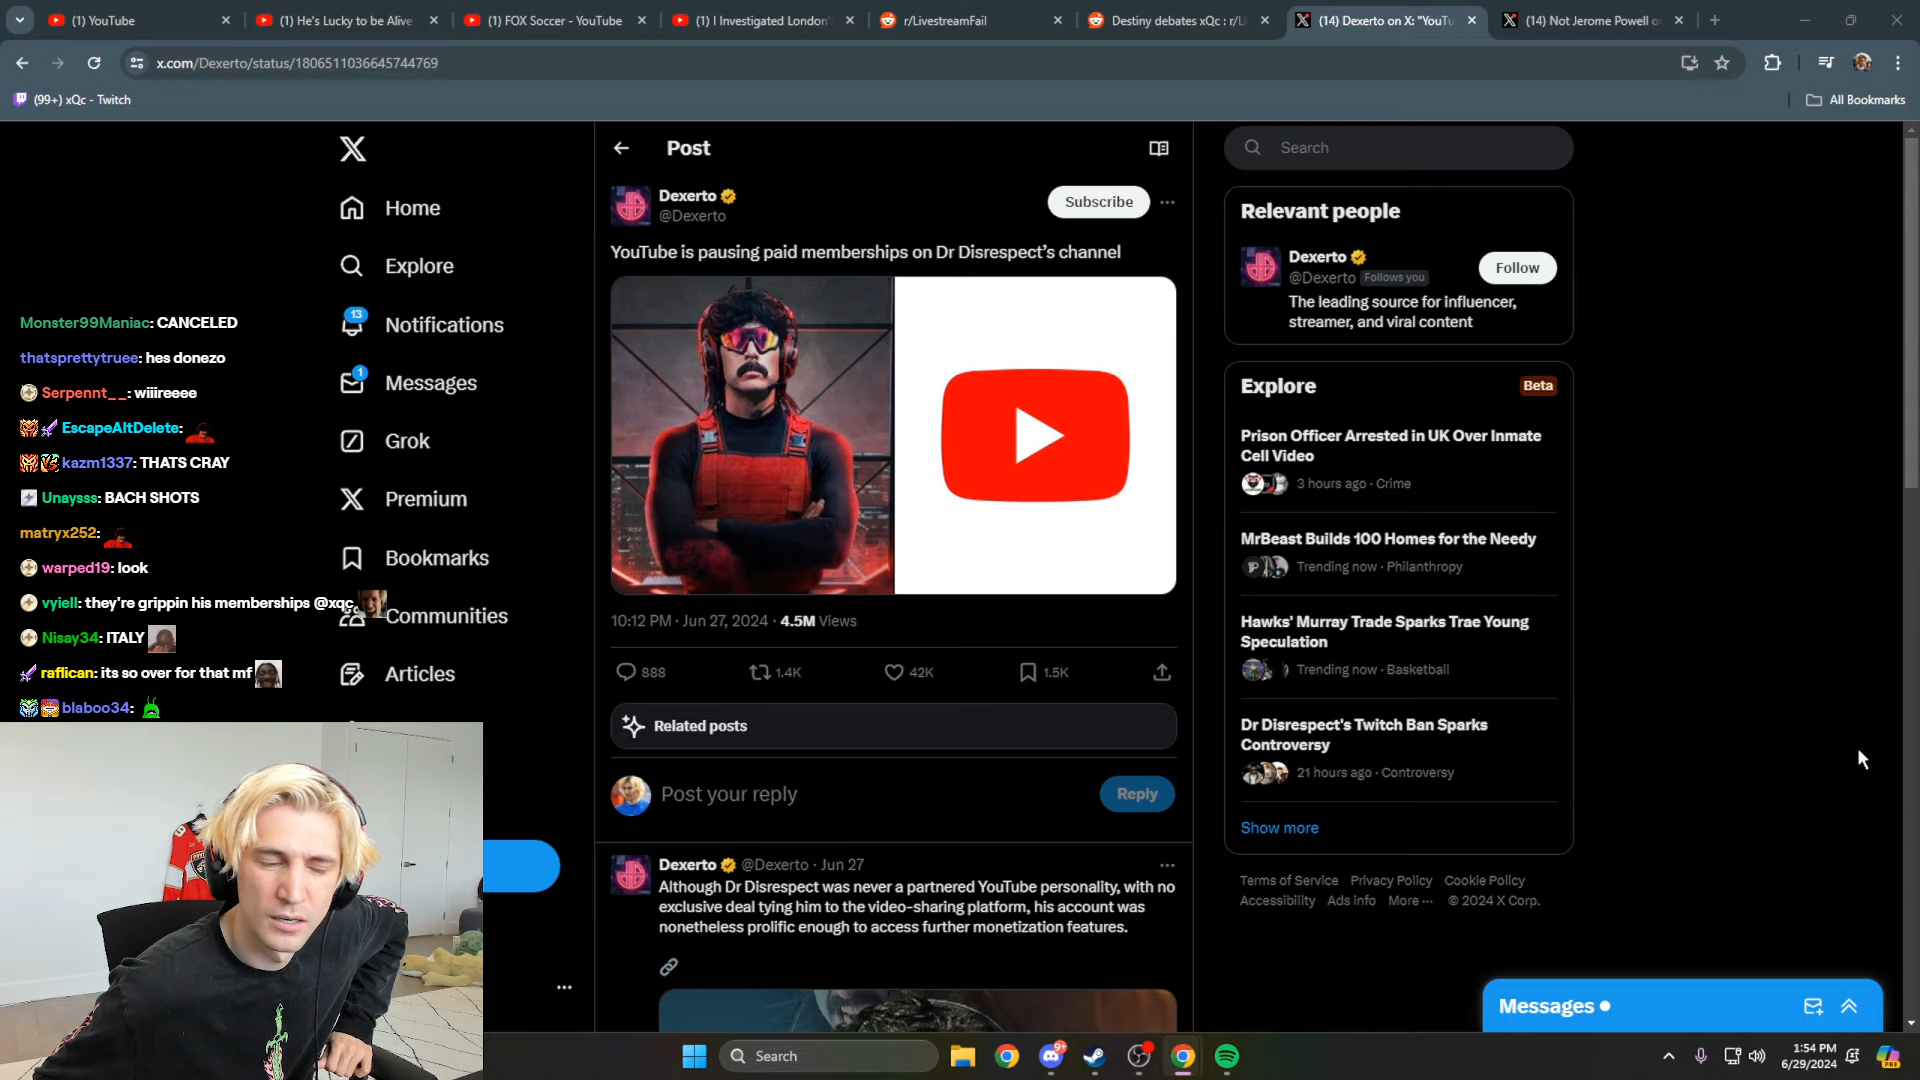 (1) YouTube
(1) He's Lucky to be Alive
(1) FOX Soccer - YouTube
(1) I Investigated London'
r/LivestreamFail
Destiny debates xQc : r/Li
(14) Dexerto on X: "YouTu
(14) Not Jerome Powell o
x.com/Dexerto/status/1806511036645744769
(99+) xQc - Twitch
All Bookmarks
Monster99Maniac: CANCELED
thatsprettytruee: hes donezo
Serpennt__: wiiireeee
EscapeAltDelete:
kazm1337: THATS CRAY
Unaysss: BACH SHOTS
matryx252:
warped19: look
vyiell: they're grippin his memberships @xqc
Nisay34: ITALY
raflican: its so over for that mf
blaboo34:
Home
Explore
13
Notifications
1
Messages
Grok
Premium
Bookmarks
Communities
Articles
Post
Dexerto
@Dexerto
Subscribe
YouTube is pausing paid memberships on Dr Disrespect's channel
10:12 PM · Jun 27, 2024 · 4.5M Views
888
1.4K
42K
1.5K
Related posts
Post your reply
Reply
Dexerto @Dexerto · Jun 27
Although Dr Disrespect was never a partnered YouTube personality, with no
exclusive deal tying him to the video-sharing platform, his account was
nonetheless prolific enough to access further monetization features.
Search
Relevant people
Dexerto
@Dexerto Follows you
Follow
The leading source for influencer,
streamer, and viral content
Explore
Beta
Prison Officer Arrested in UK Over Inmate
Cell Video
3 hours ago · Crime
MrBeast Builds 100 Homes for the Needy
Trending now · Philanthropy
Hawks' Murray Trade Sparks Trae Young
Speculation
Trending now · Basketball
Dr Disrespect's Twitch Ban Sparks
Controversy
21 hours ago · Controversy
Show more
Terms of Service Privacy Policy Cookie Policy
Accessibility Ads info More ··· © 2024 X Corp.
Messages
Search
9+
1:54 PM
6/29/2024